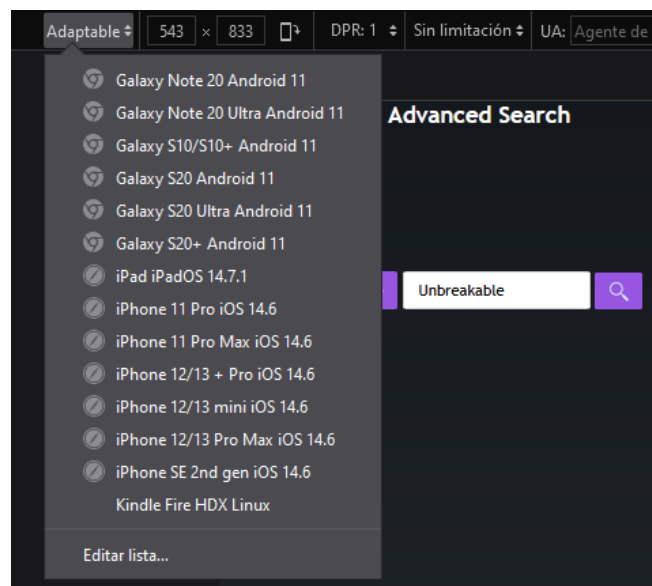 Adaptable 543 × 833 DPR: 1 Sin limitación UA: Agente de
Galaxy Note 20 Android 11
Galaxy Note 20 Ultra Android 11
Advanced Search
Galaxy S10/S10+ Android 11
Galaxy S20 Android 11
Galaxy S20 Ultra Android 11
Galaxy S20+ Android 11
iPad iPadOS 14.7.1
Unbreakable
iPhone 11 Pro iOS 14.6
iPhone 11 Pro Max iOS 14.6
iPhone 12/13 + Pro iOS 14.6
iPhone 12/13 mini iOS 14.6
iPhone 12/13 Pro Max iOS 14.6
iPhone SE 2nd gen iOS 14.6
Kindle Fire HDX Linux
Editar lista...